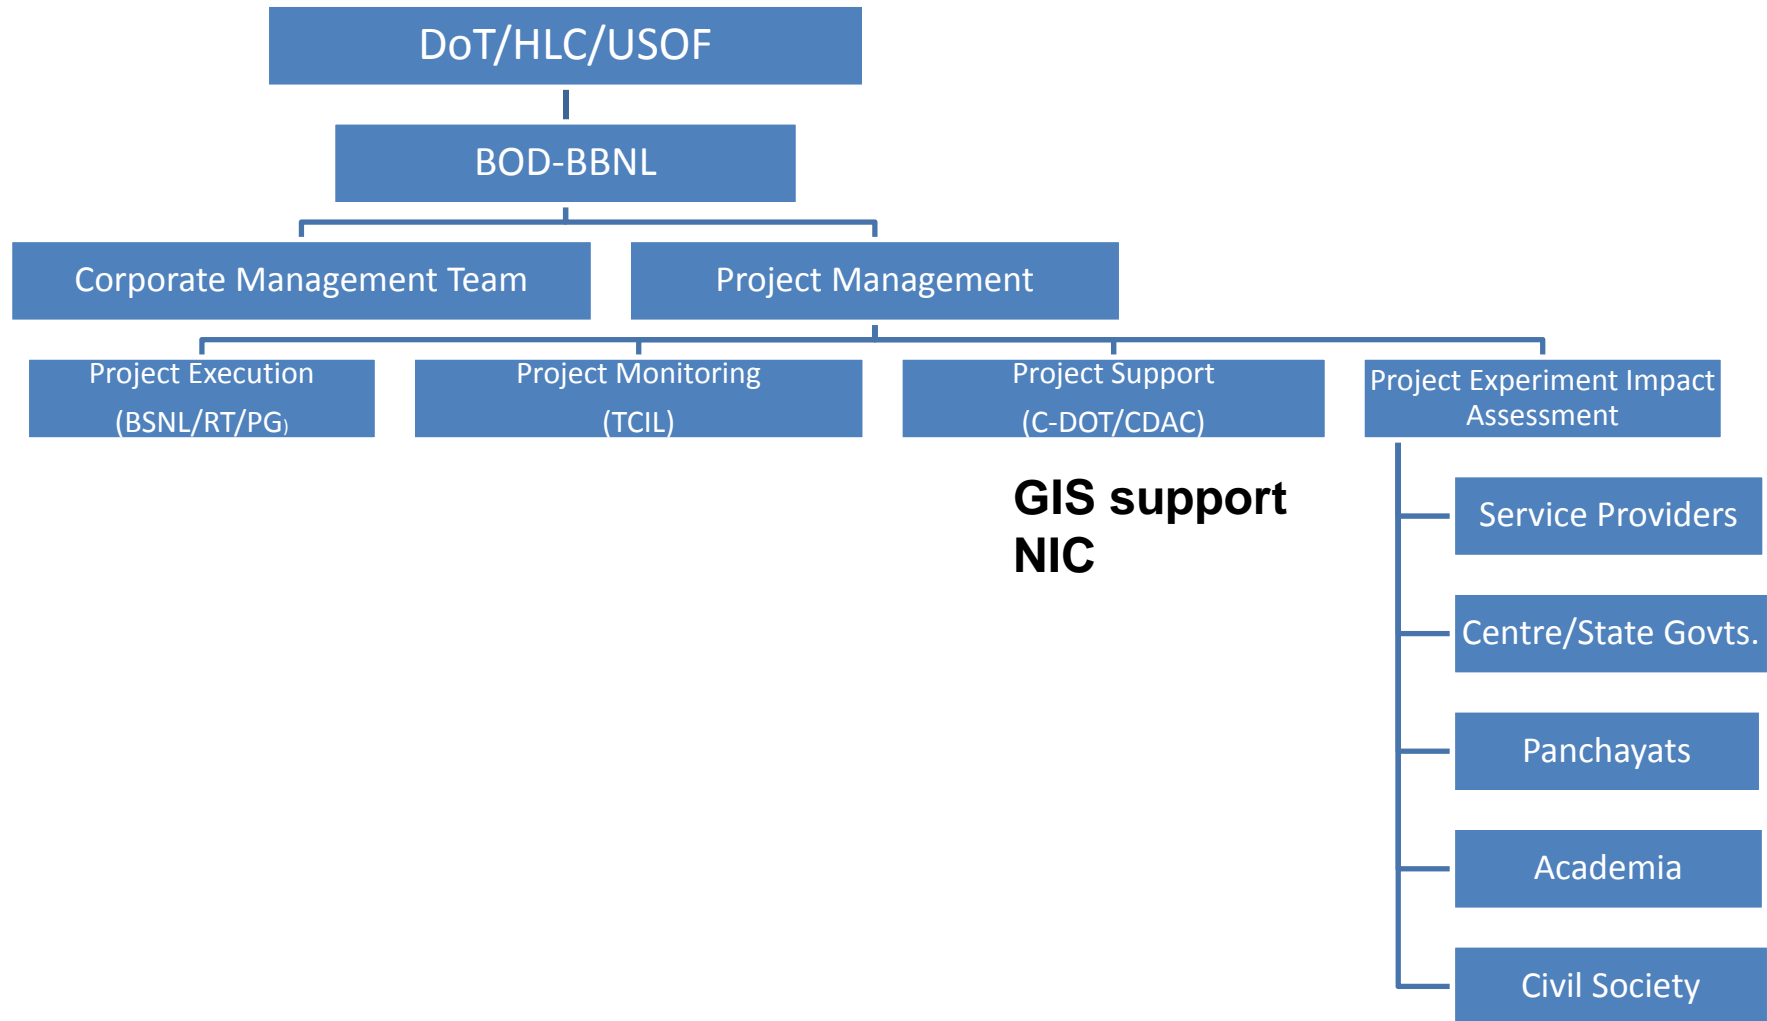 DoT/HLC/USOF
BOD-BBNL
Corporate Management Team
Project Management
Project Execution
(BSNL/RT/PG)
Project Monitoring
(TCIL)
Project Support
(C-DOT/CDAC)
Project Experiment Impact
Assessment
GIS support
NIC
Service Providers
Centre/State Govts.
Panchayats
Academia
Civil Society